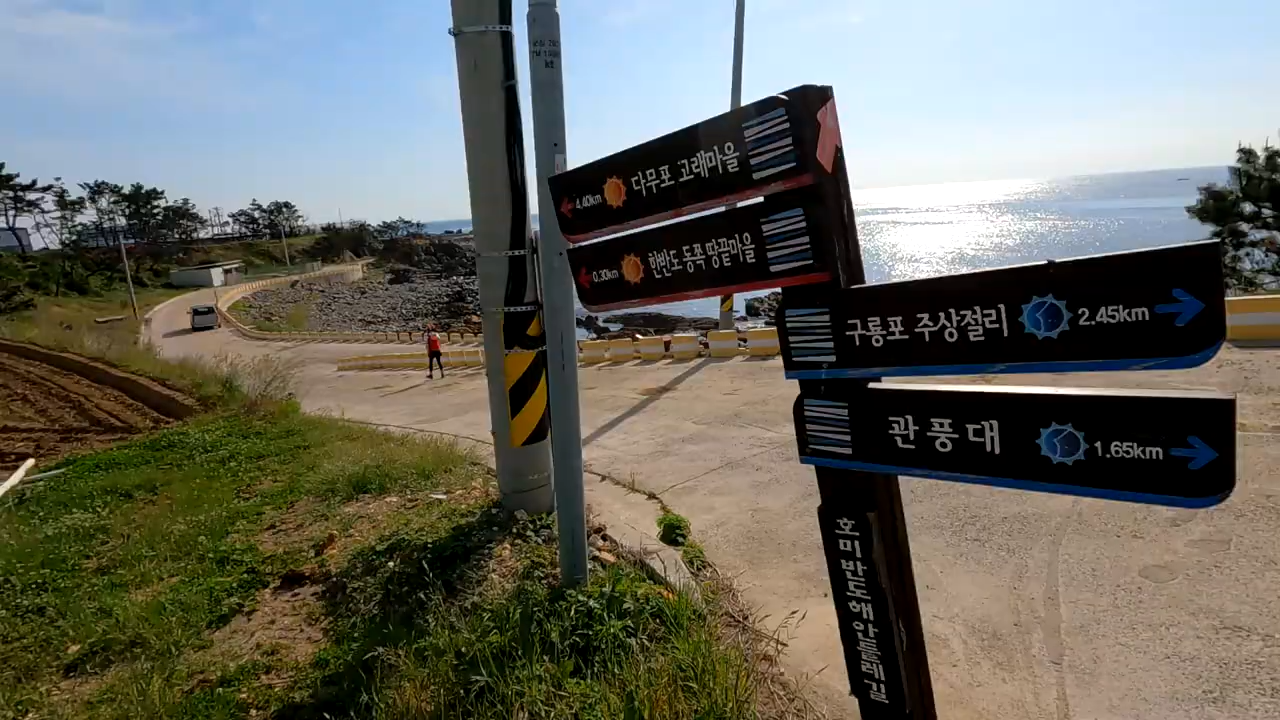 4.40km 다무포 고래마을
0.30km 한반도 동쪽 땅끝마을
구룡포 주상절리 2.45km
관풍대 1.65km
호미반도해안둘레길
kt